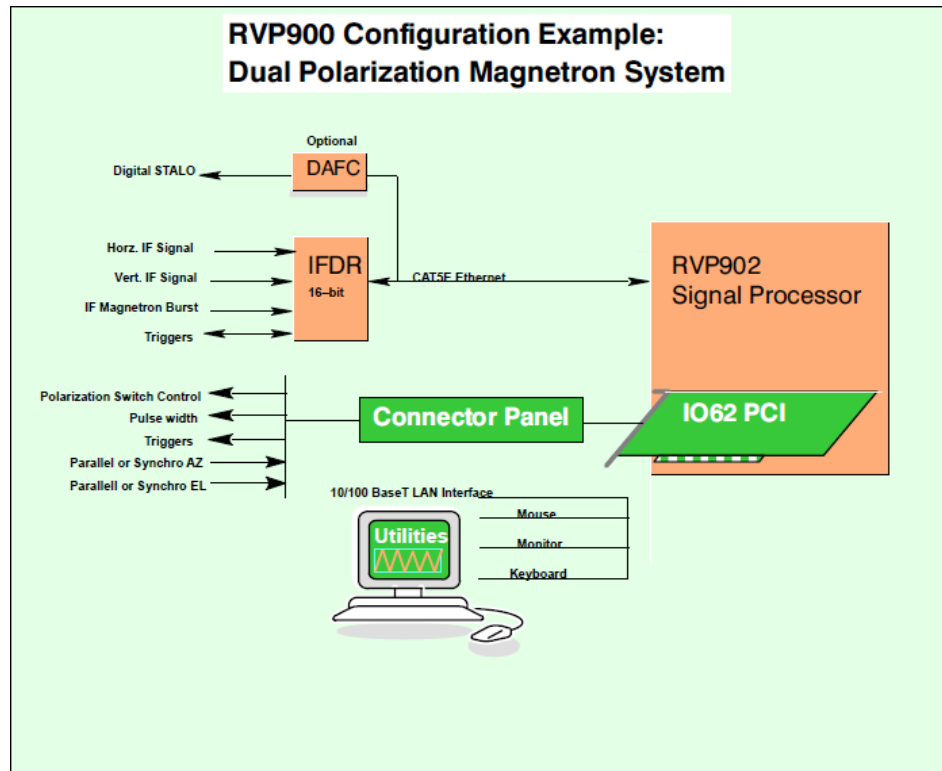 RVP900 Configuration Example:
Dual Polarization Magnetron System
Optional
DAFC
Digital STALO
Horz. IF Signal
Vert. IF Signal
IF Magnetron Burst
Triggers
IFDR
16–bit
CAT5E Ethernet
RVP902
Signal Processor
Polarization Switch Control
Pulse width
Triggers
Parallel or Synchro AZ
Parallell or Synchro EL
Connector Panel
IO62 PCI
10/100 BaseT LAN Interface
Mouse
Monitor
Keyboard
Utilities